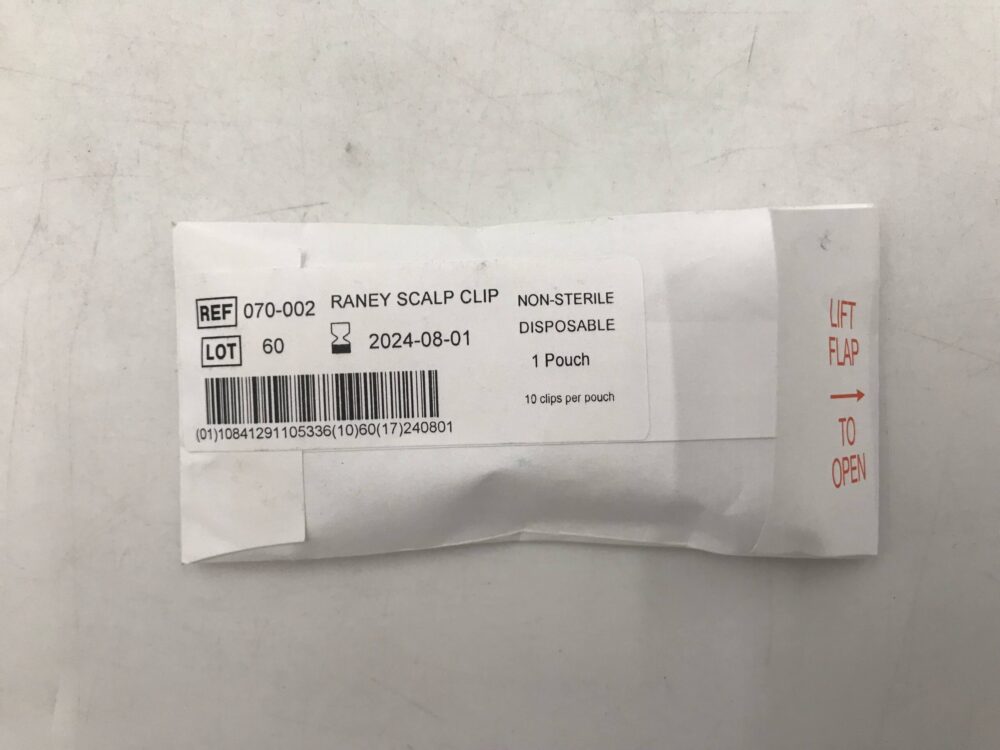 REF 070-002 RANEY SCALP CLIP NON-STERILE
LOT 60 2024-08-01 DISPOSABLE
1 Pouch
10 clips per pouch
(01)10841291105336(10)60(17)240801
LIFT
FLAP
TO
OPEN